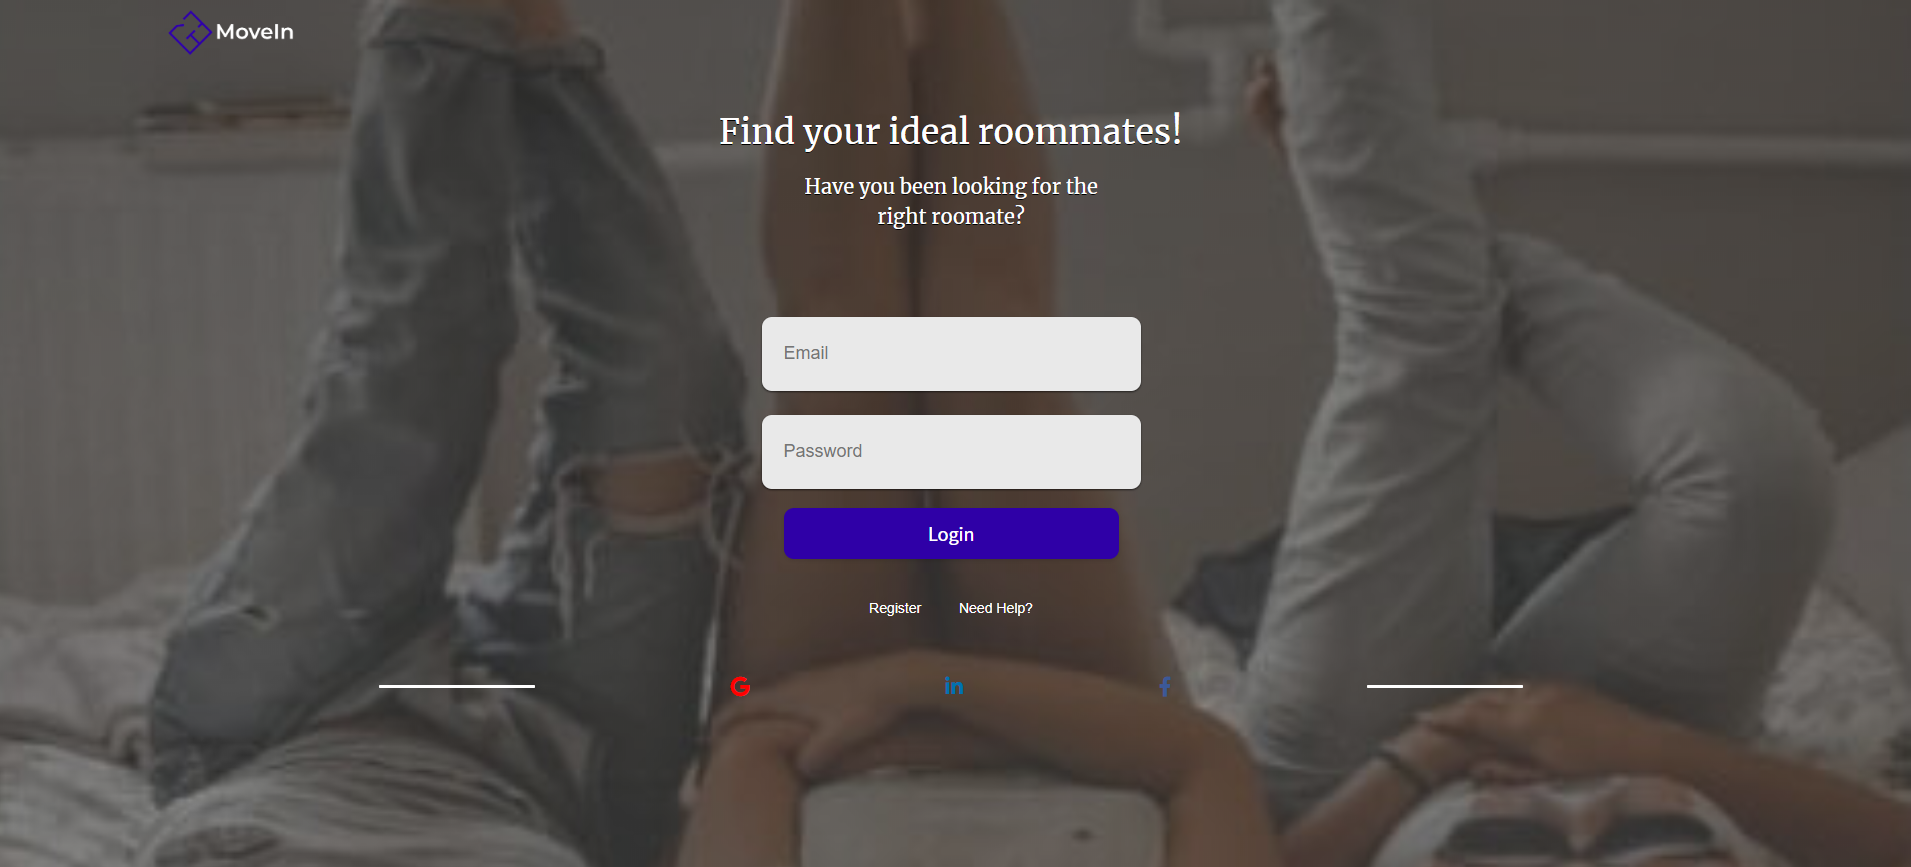 MoveIn
Find your ideal roommates!
Have you been looking for the
right roomate?
Email
Password
Login
Register Need Help?